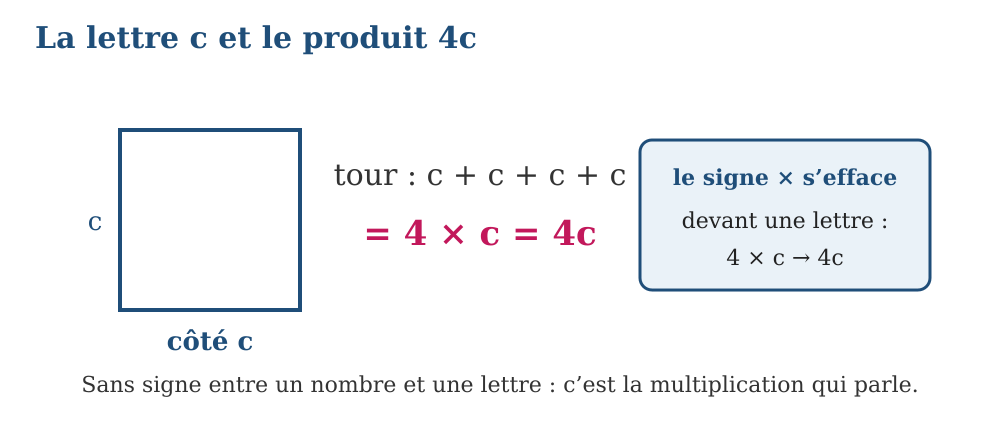 La lettre c et le produit 4c
tour : c + c + c + c
= 4 × c = 4c
le signe × s’efface
devant une lettre :
4 × c → 4c
c
côté c
Sans signe entre un nombre et une lettre : c’est la multiplication qui parle.